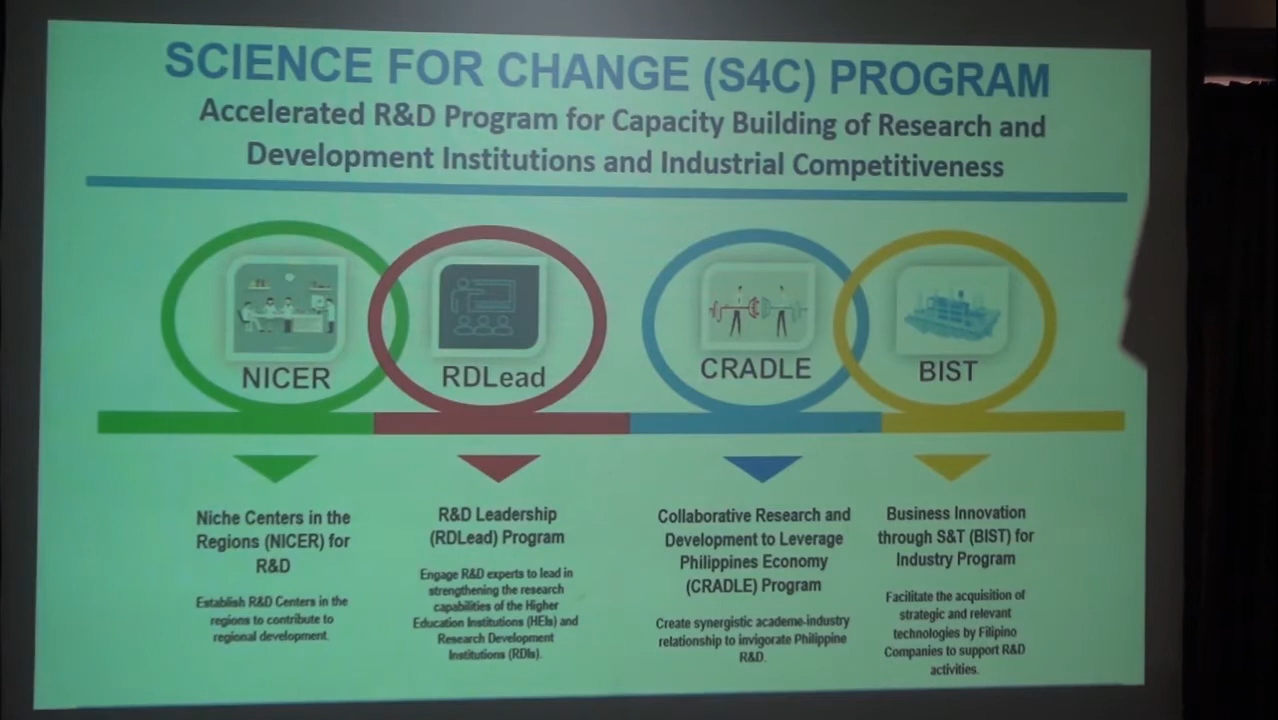 SCIENCE FOR CHANGE (S4C) PROGRAM
Accelerated R&D Program for Capacity Building of Research and
Development Institutions and Industrial Competitiveness
NICER
RDLead
CRADLE
BIST
Niche Centers in the
Regions (NICER) for
R&D
Establish R&D Centers in the
regions to contribute to
regional development.
R&D Leadership
(RDLead) Program
Engage R&D experts to lead in
strengthening the research
capabilities of the Higher
Education Institutions (HEIs) and
Research Development
Institutions (RDIs).
Collaborative Research and
Development to Leverage
Philippines Economy
(CRADLE) Program
Create synergistic academe-industry
relationship to invigorate Philippine
R&D.
Business Innovation
through S&T (BIST) for
Industry Program
Facilitate the acquisition of
strategic and relevant
technologies by Filipino
Companies to support R&D
activities.